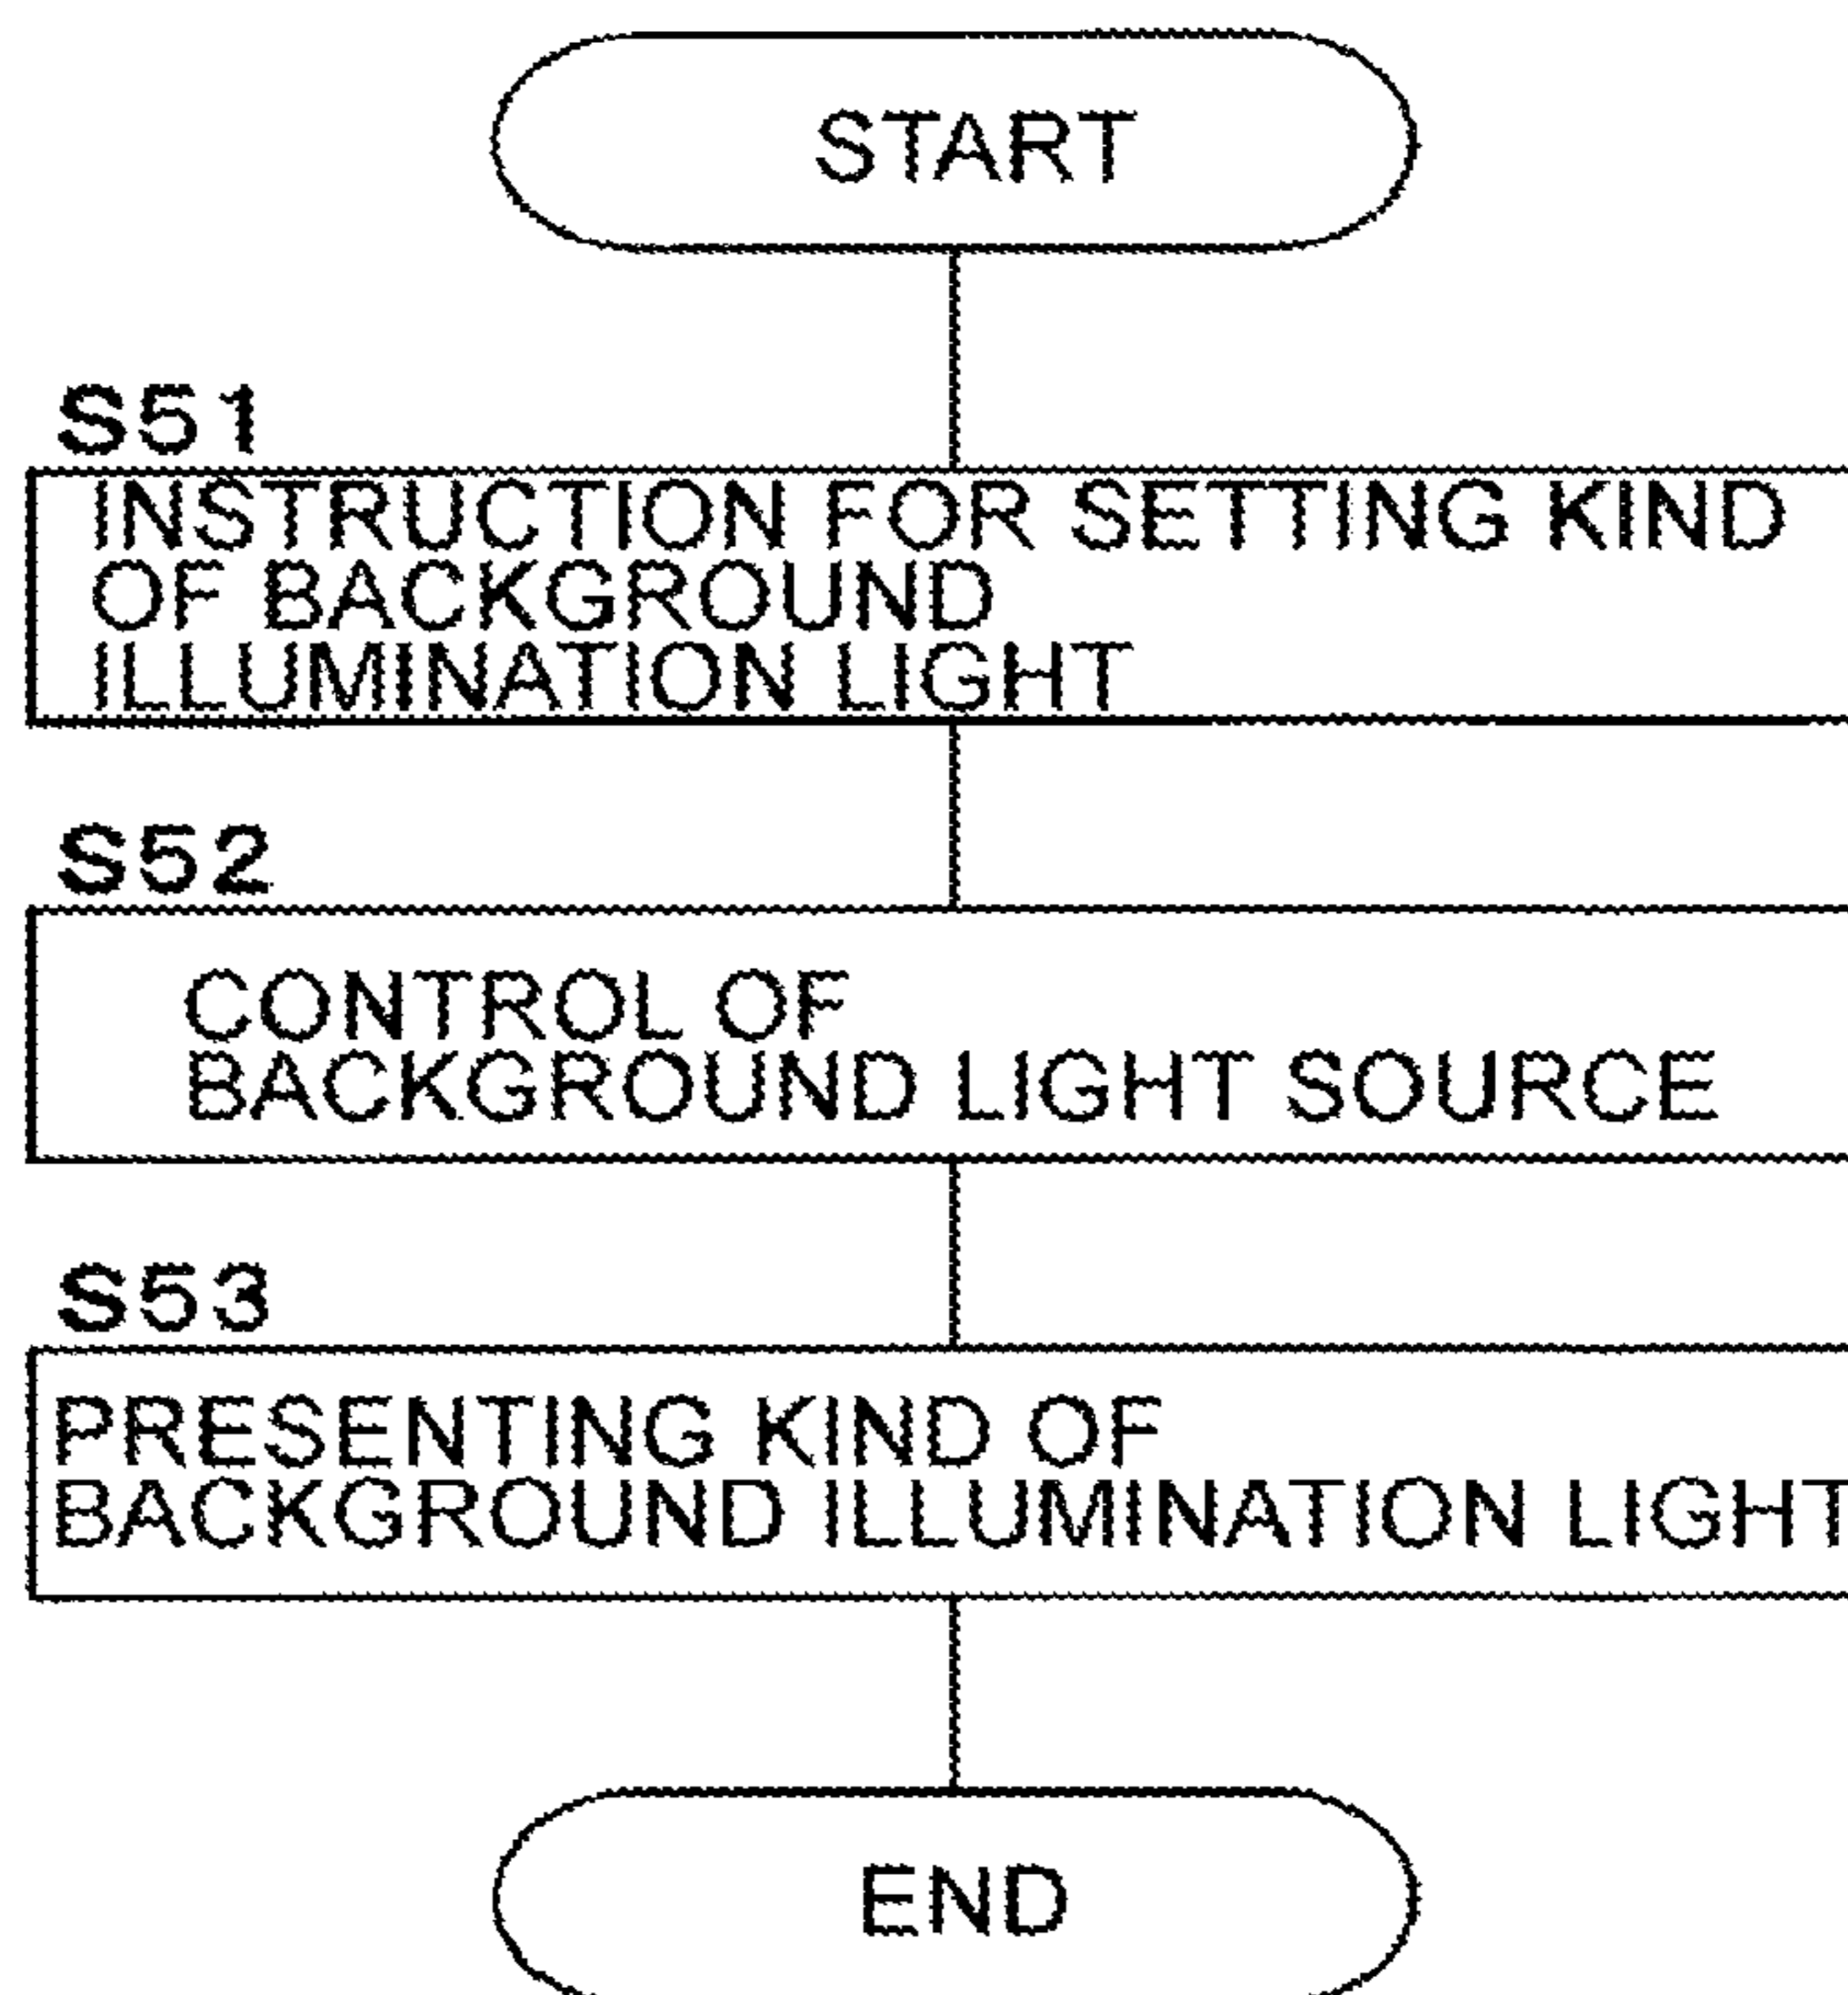 START
S51
INSTRUCTION FOR SETTING KIND
OF BACKGROUND
ILLUMINATION LIGHT
S52
CONTROL OF
BACKGROUND LIGHT SOURCE
S53
PRESENTING KIND OF
BACKGROUND ILLUMINATION LIGHT
END